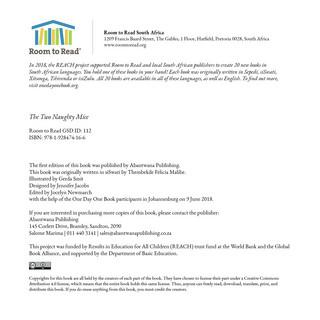 Room to Read®
Room to Read South Africa
1209 Francis Baard Street, The Gables, 1 Floor, Hatfield, Pretoria 0028, South Africa
www.roomtoread.org
In 2018, the REACH project supported Room to Read and local South African publishers to create 20 new books in
South African languages. You hold one of these books in your hand! Each book was originally written in Sepedi, isiSwati,
Xitsonga, Tshivenda or isiZulu. All 20 books are available in all of these languages, as well as English. To find out more,
visit onedayonebook.org.
The Two Naughty Mice
Room to Read GSD ID: 112
ISBN: 978-1-928474-16-6
The first edition of this book was published by Abantwana Publishing.
This book was originally written in siSwati by Thembekile Felicia Malibe.
Illustrated by Gerda Smit
Designed by Jennifer Jacobs
Edited by Jocelyn Newmarch
with the help of the One Day One Book participants in Johannesburg on 9 June 2018.
If you are interested in purchasing more copies of this book, please contact the publisher:
Abantwana Publishing
145 Corlett Drive, Bramley, Sandton, 2090
Salome Marima | 011 440 3141 | sales@abantwanapublishing.co.za
This project was funded by Results in Education for All Children (REACH) trust fund at the World Bank and the Global
Book Alliance, and supported by the Department of Basic Education.
Copyrights for this book are all held by the creators of each part of the book. They have chosen to license their part under a Creative Commons
Attribution 4.0 license, which means that the entire book holds this same license. Thus, anyone can freely read, download, translate, print, and
distribute this book. If you do onse anything from this book, you must credit the creators.